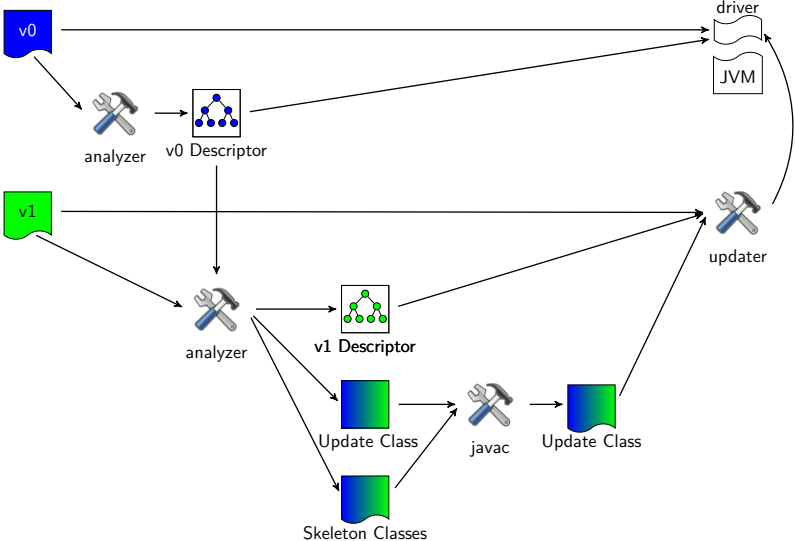 driver
v0
JVM
analyzer
v0 Descriptor
v1
updater
analyzer
v1 Descriptor
Update Class
javac
Update Class
Skeleton Classes